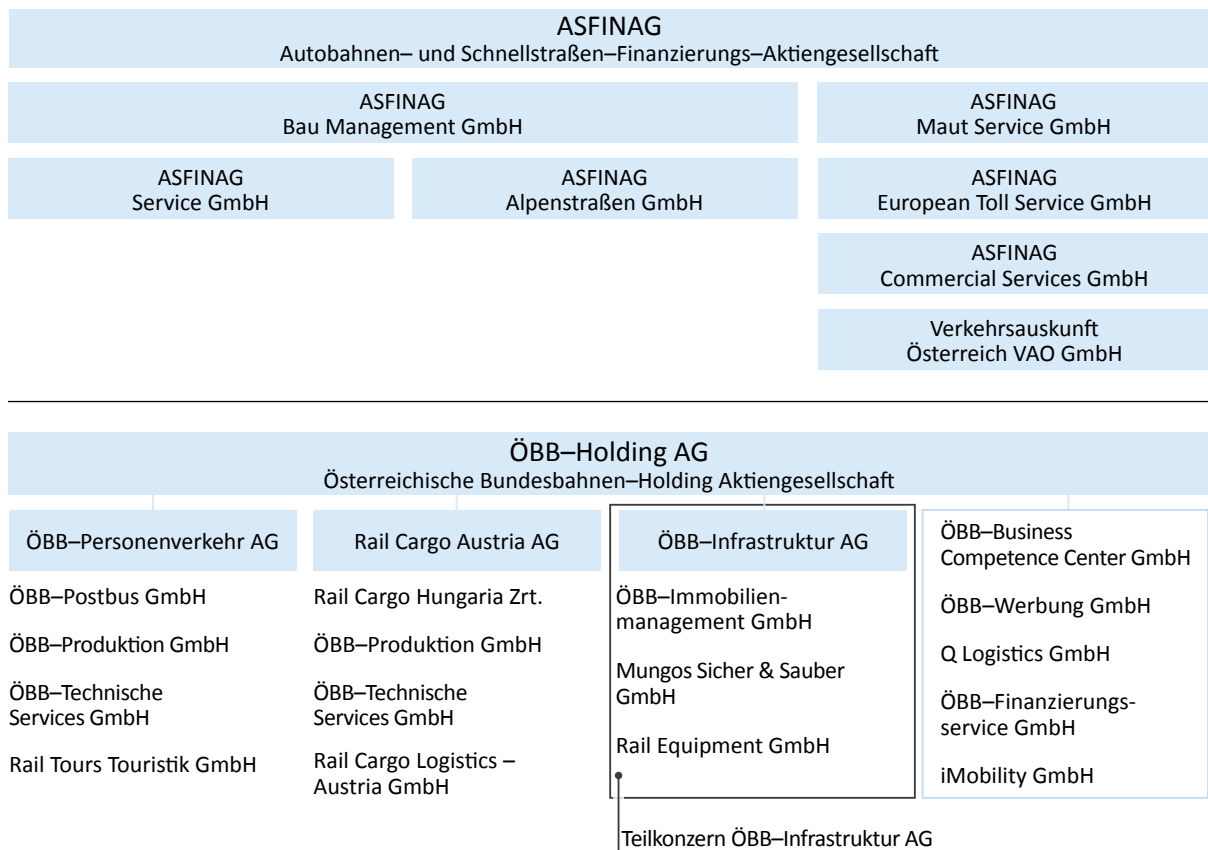 ASFINAG
Autobahnen– und Schnellstraßen–Finanzierungs–Aktiengesellschaft
ASFINAG
Bau Management GmbH
ASFINAG
Maut Service GmbH
ASFINAG
Service GmbH
ASFINAG
Alpenstraßen GmbH
ASFINAG
European Toll Service GmbH
ASFINAG
Commercial Services GmbH
Verkehrsauskunft
Österreich VAO GmbH
ÖBB–Holding AG
Österreichische Bundesbahnen–Holding Aktiengesellschaft
ÖBB–Personenverkehr AG
ÖBB–Postbus GmbH
ÖBB–Produktion GmbH
ÖBB–Technische
Services GmbH
Rail Tours Touristik GmbH
Rail Cargo Austria AG
Rail Cargo Hungaria Zrt.
ÖBB–Produktion GmbH
ÖBB–Technische
Services GmbH
Rail Cargo Logistics –
Austria GmbH
ÖBB–Infrastruktur AG
ÖBB–Immobilien-
management GmbH
Mungos Sicher & Sauber
GmbH
Rail Equipment GmbH
Teilkonzern ÖBB–Infrastruktur AG
ÖBB–Business
Competence Center GmbH
ÖBB–Werbung GmbH
Q Logistics GmbH
ÖBB–Finanzierungs-
service GmbH
iMobility GmbH